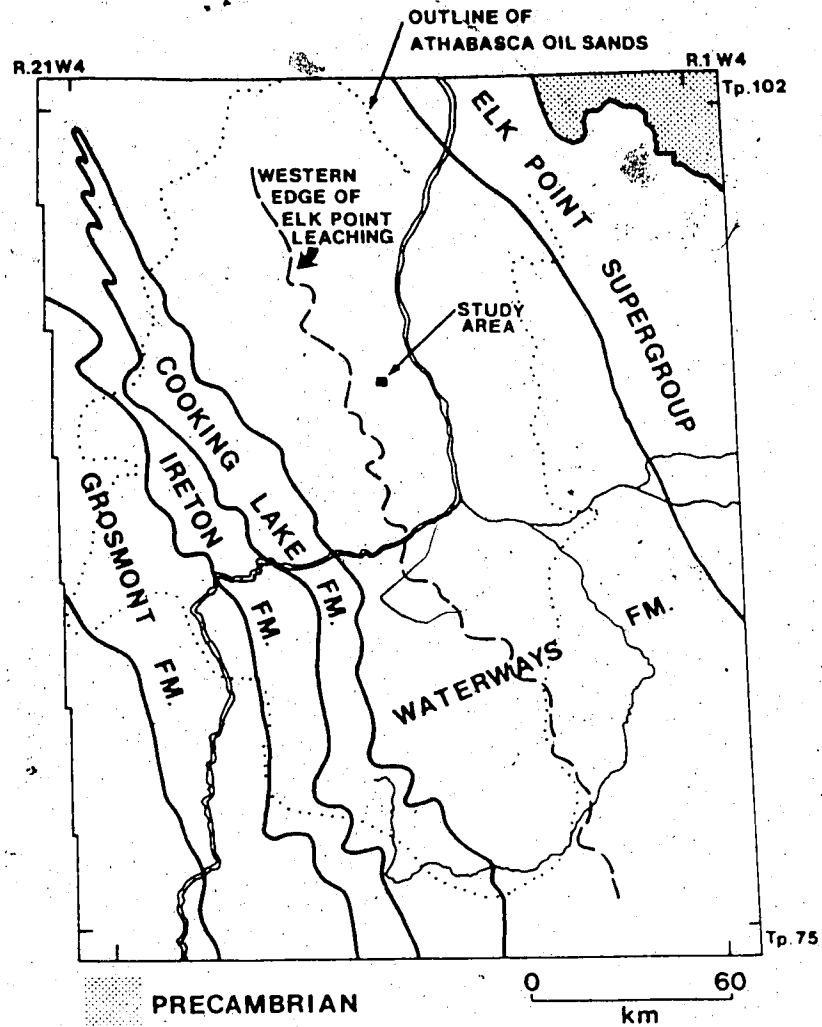 OUTLINE OF
ATHABASCA OIL SANDS
R.21W4
R.1W4
Tp.102
ELK POINT SUPERGROUP
WESTERN
EDGE OF
ELK POINT
LEACHING
STUDY
AREA
COOKING LAKE FM.
IRETON FM.
GROSMONT FM.
WATERWAYS FM.
Tp.75
PRECAMBRIAN
0 60
km